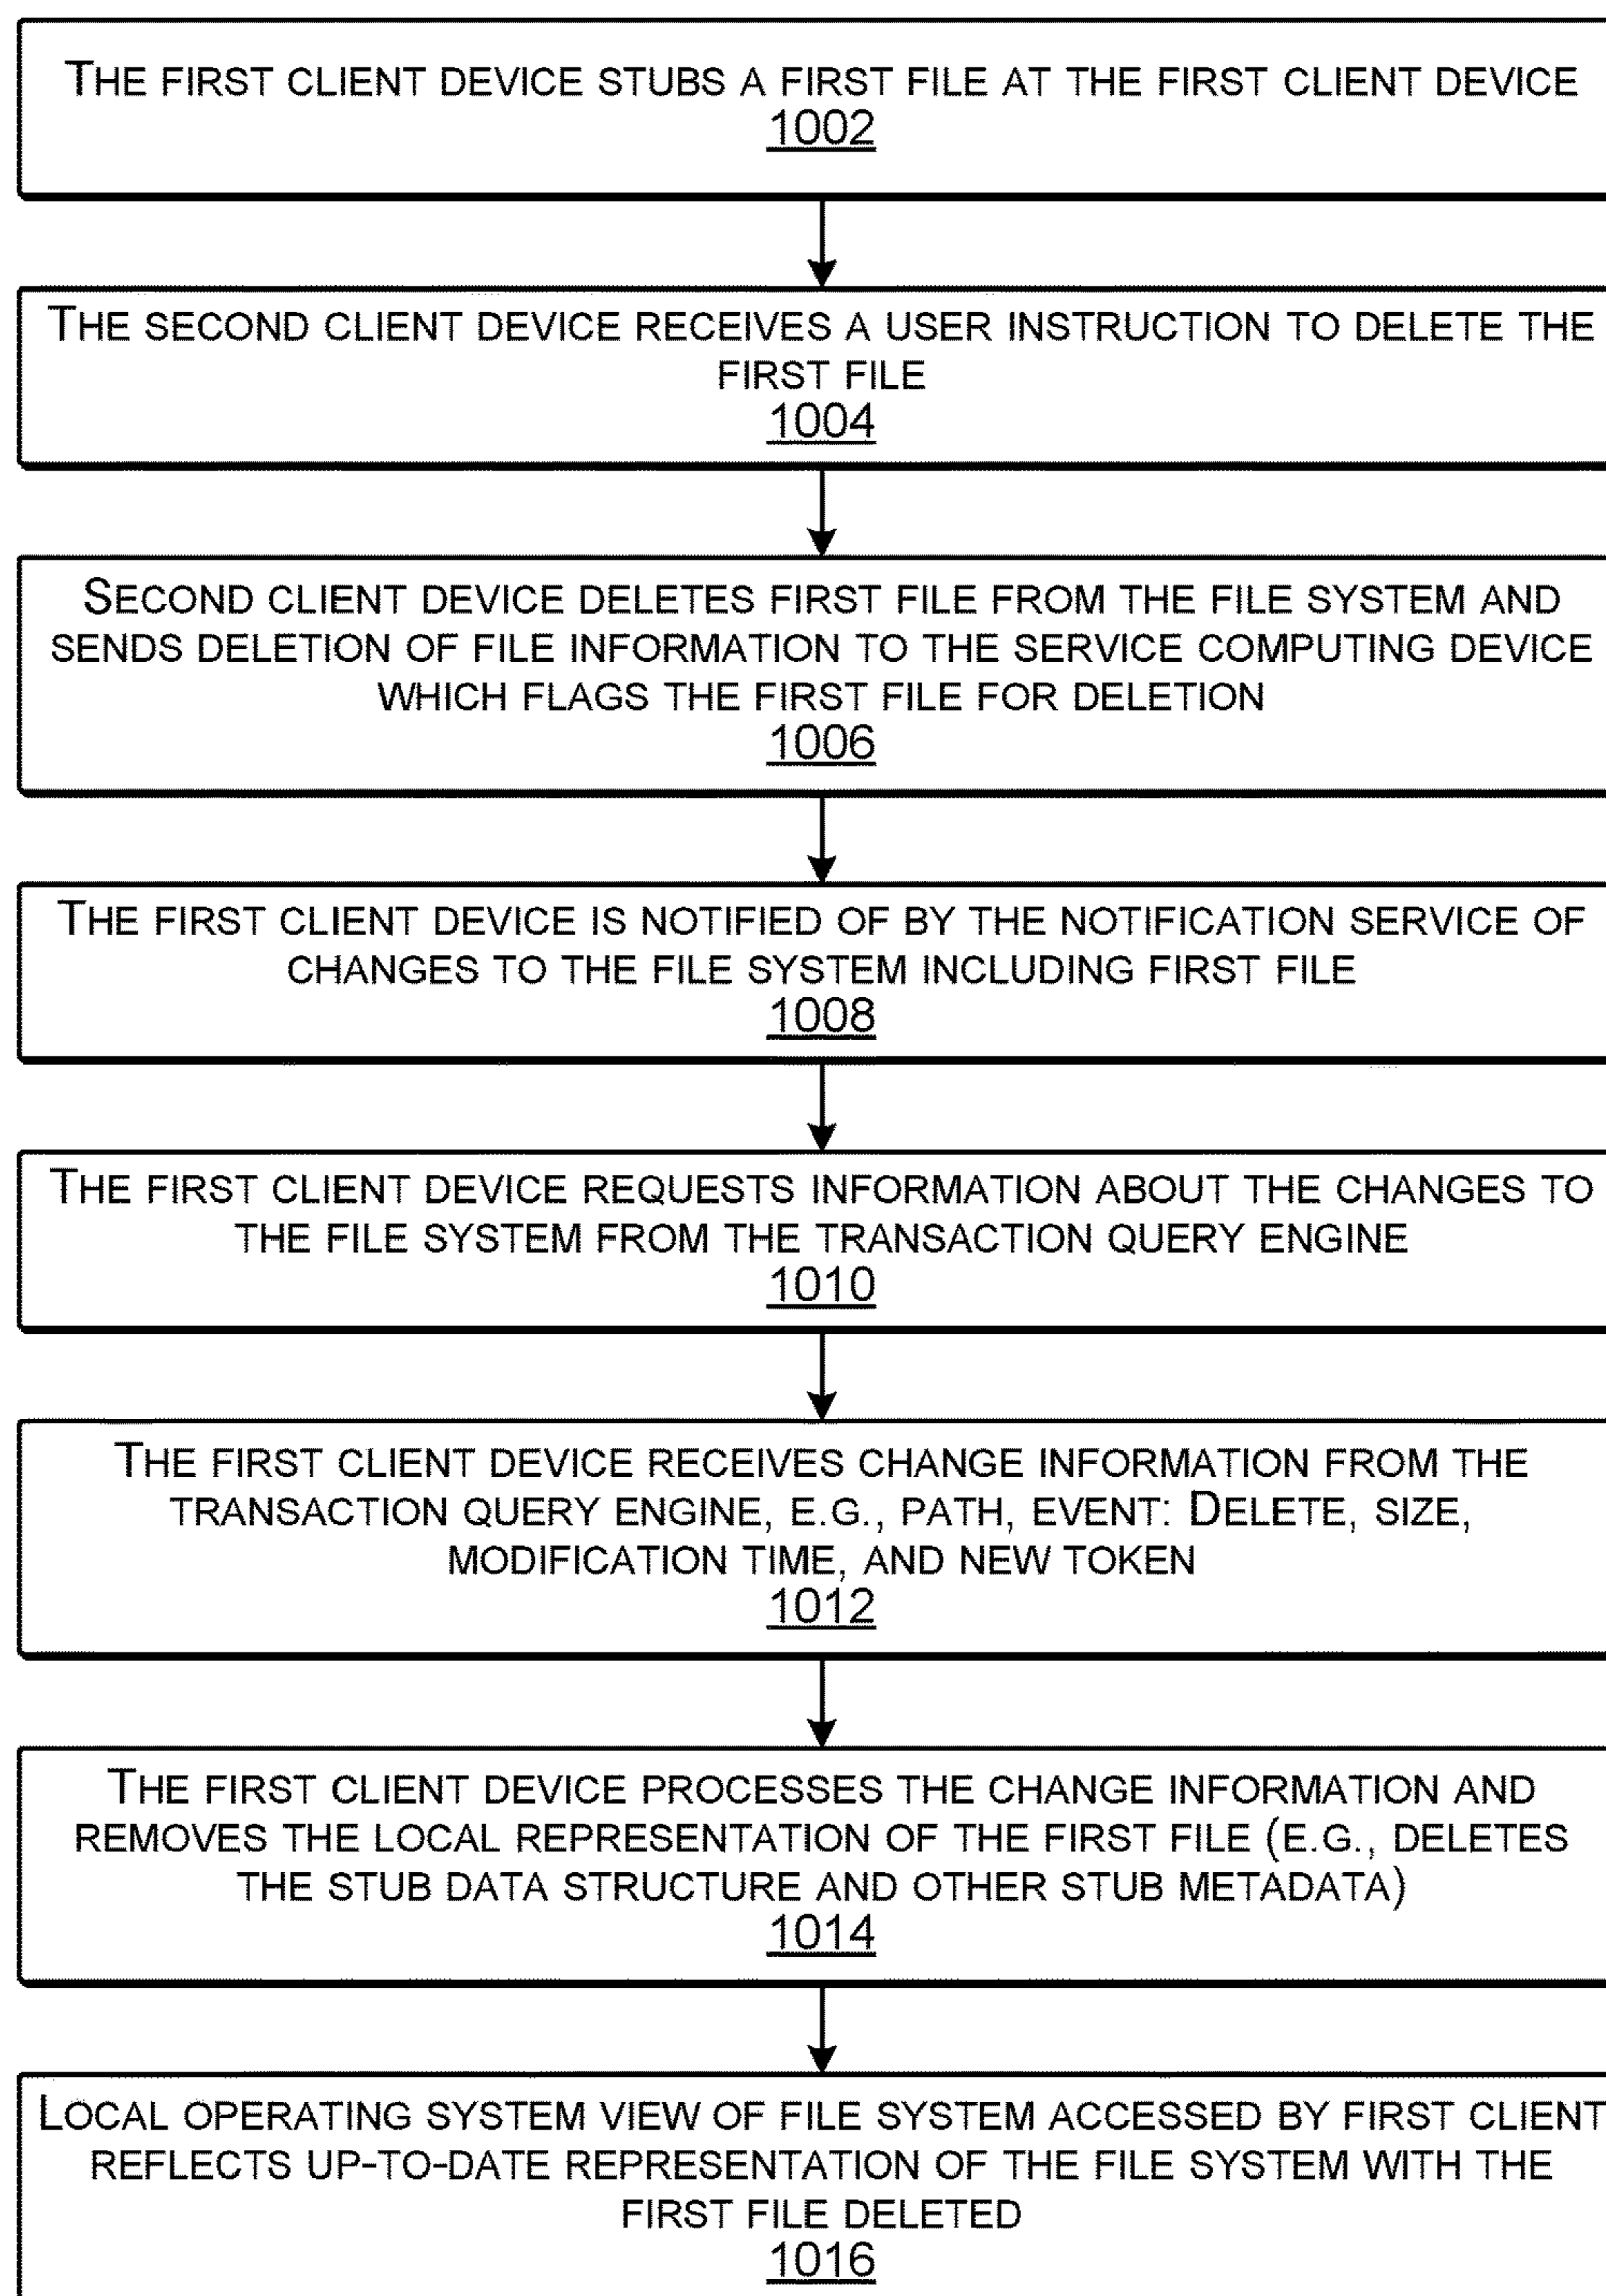 THE FIRST CLIENT DEVICE STUBS A FIRST FILE AT THE FIRST CLIENT DEVICE
1002
THE SECOND CLIENT DEVICE RECEIVES A USER INSTRUCTION TO DELETE THE
FIRST FILE
1004
SECOND CLIENT DEVICE DELETES FIRST FILE FROM THE FILE SYSTEM AND
SENDS DELETION OF FILE INFORMATION TO THE SERVICE COMPUTING DEVICE
WHICH FLAGS THE FIRST FILE FOR DELETION
1006
THE FIRST CLIENT DEVICE IS NOTIFIED OF BY THE NOTIFICATION SERVICE OF
CHANGES TO THE FILE SYSTEM INCLUDING FIRST FILE
1008
THE FIRST CLIENT DEVICE REQUESTS INFORMATION ABOUT THE CHANGES TO
THE FILE SYSTEM FROM THE TRANSACTION QUERY ENGINE
1010
THE FIRST CLIENT DEVICE RECEIVES CHANGE INFORMATION FROM THE
TRANSACTION QUERY ENGINE, E.G., PATH, EVENT: DELETE, SIZE,
MODIFICATION TIME, AND NEW TOKEN
1012
THE FIRST CLIENT DEVICE PROCESSES THE CHANGE INFORMATION AND
REMOVES THE LOCAL REPRESENTATION OF THE FIRST FILE (E.G., DELETES
THE STUB DATA STRUCTURE AND OTHER STUB METADATA)
1014
LOCAL OPERATING SYSTEM VIEW OF FILE SYSTEM ACCESSED BY FIRST CLIENT
REFLECTS UP-TO-DATE REPRESENTATION OF THE FILE SYSTEM WITH THE
FIRST FILE DELETED
1016